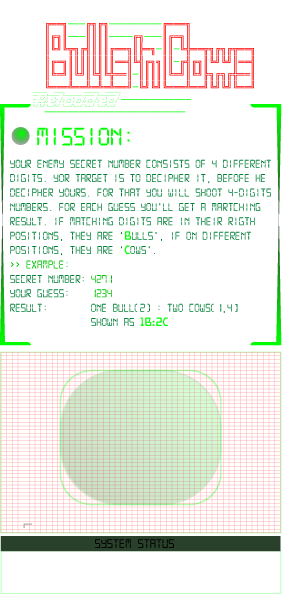 Bulls'n Cows
Reloaded
MISSION:
YOUR ENEMY SECRET NUMBER CONSISTS OF 4 DIFFERENT
DIGITS. YOR TARGET IS TO DECIPHER IT, BEFOFE HE
DECIPHER YOURS. FOR THAT YOU WILL SHOOT 4-DIGITS
NUMBERS. FOR EACH GUESS YOU'LL GET A MARTCHING
RESULT. IF MATCHING DIGITS ARE IN THEIR RIGTH
POSITIONS, THEY ARE "BULLS", IF ON DIFFERENT
POSITIONS, THEY ARE "COWS".
>> EXAMPLE:
SECRET NUMBER: 4271
YOUR GUESS: 1234
RESULT: ONE BULL(2) : TWO COWS(1,4)
SHOWN AS 1B:2C
SYSTEM STATUS